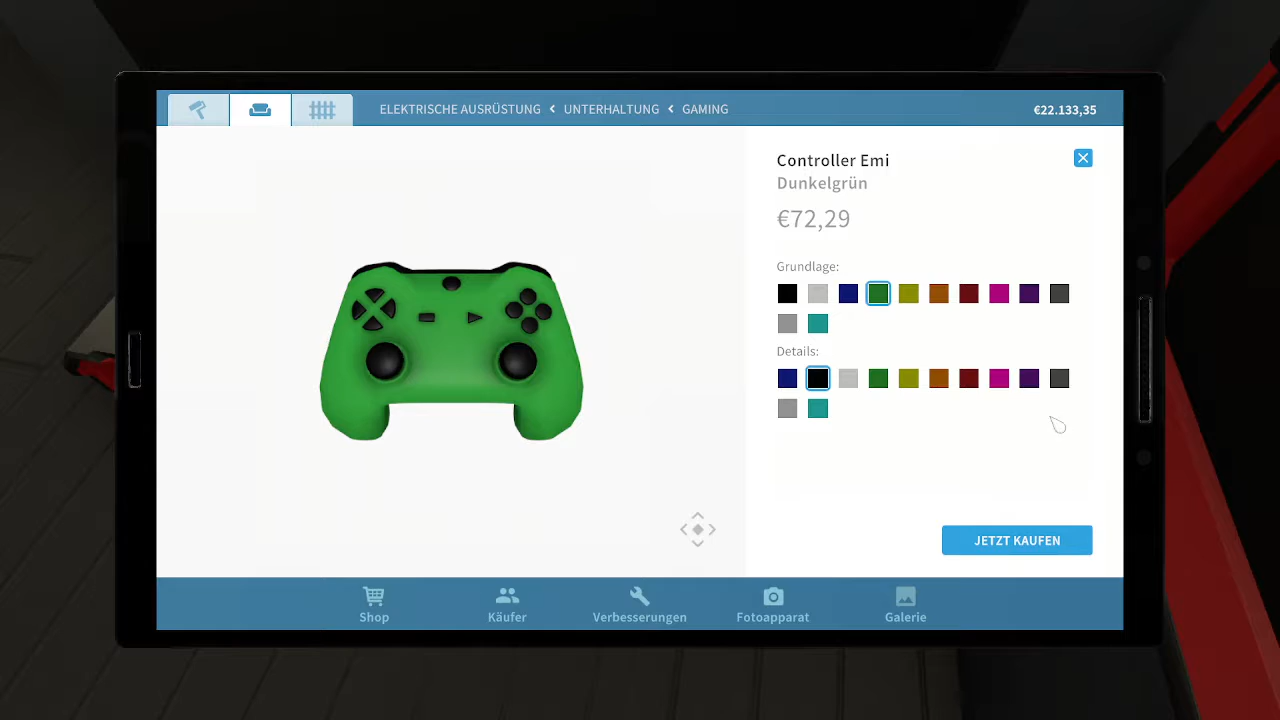 ELEKTRISCHE AUSRÜSTUNG < UNTERHALTUNG < GAMING
€22.133,35
Controller Emi
Dunkelgrün
€72,29
Grundlage:
Details:
JETZT KAUFEN
Shop
Käufer
Verbesserungen
Fotoapparat
Galerie